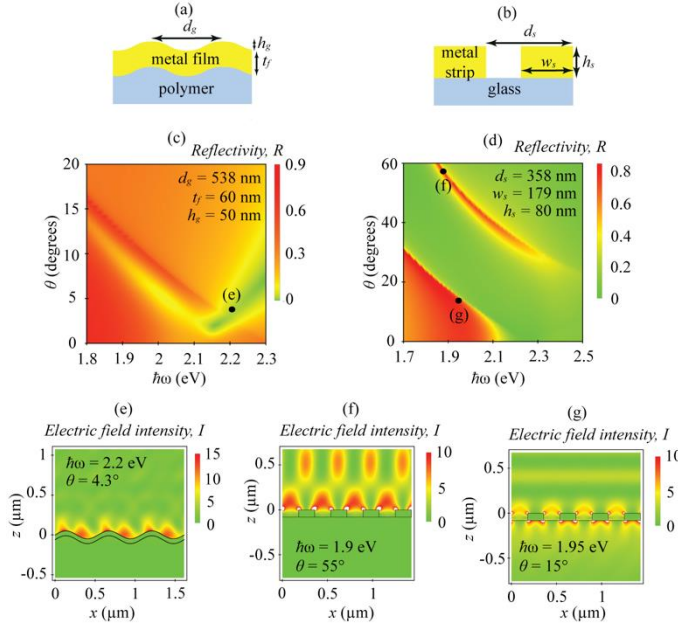 (a)
d_g
h_g
t_f
metal film
polymer
(b)
d_s
metal
strip
w_s
h_s
glass
(c)
Reflectivity, R
d_g = 538 nm
t_f = 60 nm
h_g = 50 nm
20
15
10
5
0
θ (degrees)
(e)
1.8 1.9 2 2.1 2.2 2.3
ħω (eV)
0.9
0.6
0.3
0
(d)
Reflectivity, R
d_s = 358 nm
w_s = 179 nm
h_s = 80 nm
60
40
20
0
θ (degrees)
(f)
(g)
1.7 1.9 2.1 2.3 2.5
ħω (eV)
0.8
0.6
0.4
0.2
0
(e)
Electric field intensity, I
ħω = 2.2 eV
θ = 4.3°
1
0.5
0
-0.5
z (μm)
0 0.5 1 1.5
x (μm)
15
10
5
0
(f)
Electric field intensity, I
ħω = 1.9 eV
θ = 55°
0.5
0
-0.5
z (μm)
0 0.5 1
x (μm)
10
5
0
(g)
Electric field intensity, I
ħω = 1.95 eV
θ = 15°
0.5
0
-0.5
z (μm)
0 0.5 1
x (μm)
10
5
0